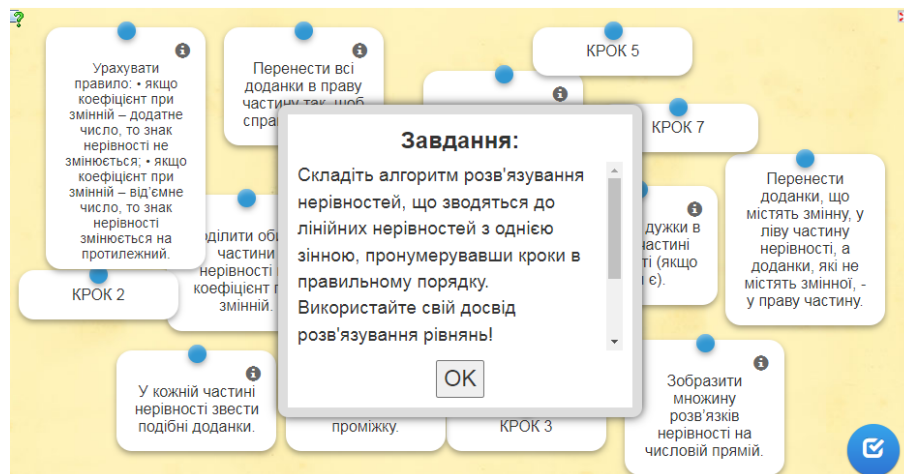 Урахувати
правило: • якщо
коефіцієнт при
змінній – додатне
число, то знак
нерівності не
змінюється; • якщо
коефіцієнт при
змінній – від'ємне
число, то знак
нерівності
змінюється на
протилежний.
Перенести всі
доданки в праву
частину так, щоб
КРОК 5
КРОК 7
Завдання:
Складіть алгоритм розв'язування
нерівностей, що зводяться до
лінійних нерівностей з однією
зінною, пронумерувавши кроки в
правильному порядку.
Використайте свій досвід
розв'язування рівнянь!
OK
Перенести
доданки, що
містять змінну, у
ліву частину
нерівності, а
доданки, які не
містять змінної, -
у праву частину.
частини
нерівності
коефіцієнт
змінній.
дужки в
(якщо
є).
КРОК 2
У кожній частині
нерівності звести
подібні доданки.
проміжку.
КРОК 3
Зобразити
множину
розв'язків
нерівності на
числовій прямій.